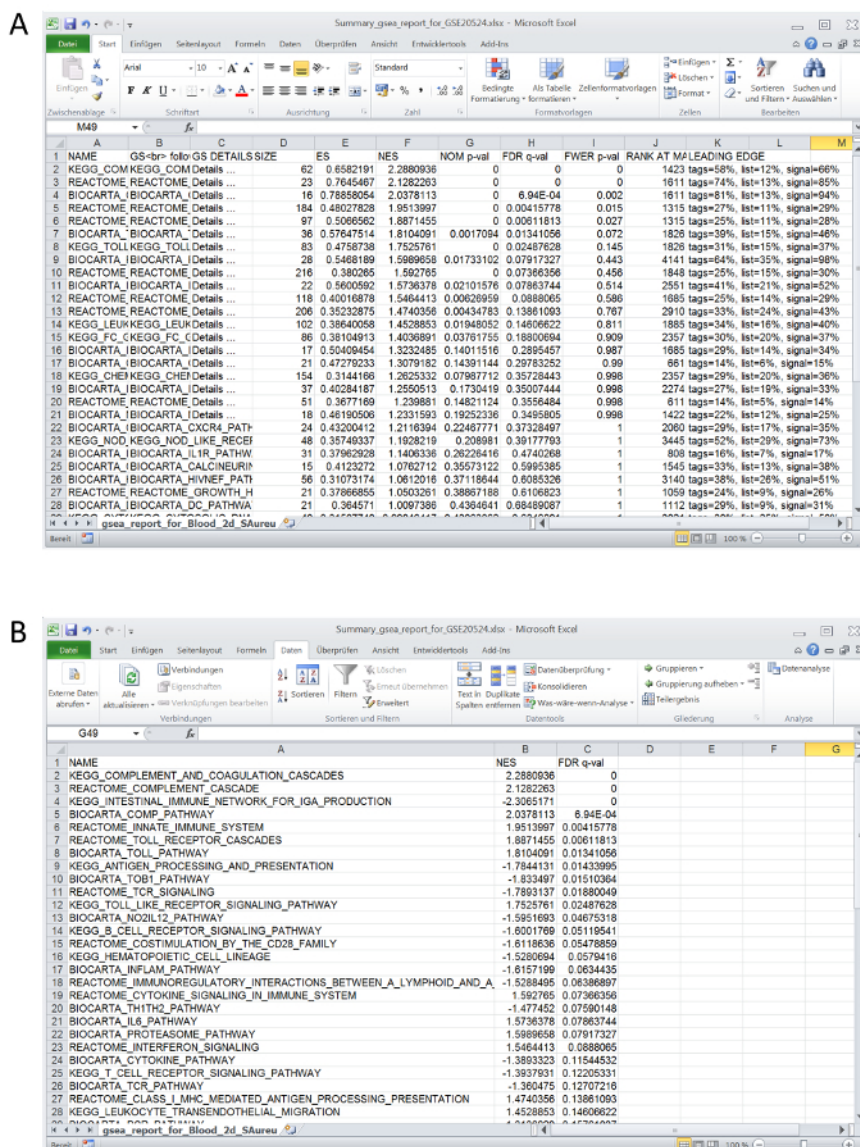 A
Summary_gsea_report_for_GSE20524.xlsx - Microsoft Excel
Datei Start Einfügen Seitenlayout Formeln Daten Überprüfen Ansicht Entwicklertools Add-Ins
Einfügen
Arial 10
Standard
Bedingte Formatierung Als Tabelle formatieren Zellenformatvorlagen
Einfügen
Löschen
Format
Sortieren und Filtern Suchen und Auswählen
Zwischenablage Schriftart Ausrichtung Zahl Formatvorlagen Zellen Bearbeiten
M49 fx
A B C D E F G H I J K L M
1 NAME GS<br> follo GS DETAILS SIZE ES NES NOM p-val FDR q-val FWER p-val RANK AT MA LEADING EDGE
2 KEGG_COM KEGG_COM Details ... 62 0.6582191 2.2880936 0 0 0 1423 tags=58%, list=12%, signal=66%
3 REACTOME REACTOME_ Details ... 23 0.7645467 2.1282263 0 0 0 1611 tags=74%, list=13%, signal=85%
4 BIOCARTA_ BIOCARTA_ Details ... 16 0.78858054 2.0378113 0 6.94E-04 0.002 1611 tags=81%, list=13%, signal=94%
5 REACTOME REACTOME_ Details ... 184 0.48027828 1.9513997 0 0.00415778 0.015 1315 tags=27%, list=11%, signal=29%
6 REACTOME REACTOME_ Details ... 97 0.5066562 1.8871455 0 0.00611813 0.027 1315 tags=25%, list=11%, signal=28%
7 BIOCARTA_ BIOCARTA_ Details ... 36 0.57647514 1.8104091 0.0017094 0.01341056 0.072 1826 tags=39%, list=15%, signal=46%
8 KEGG_TOLL KEGG_TOLL Details ... 83 0.4758738 1.7525761 0 0.02487628 0.145 1826 tags=31%, list=15%, signal=37%
9 BIOCARTA_I BIOCARTA_I Details ... 28 0.5468189 1.5989658 0.01733102 0.07917327 0.443 4141 tags=64%, list=35%, signal=98%
10 REACTOME REACTOME_ Details ... 216 0.380265 1.592765 0 0.07366356 0.456 1848 tags=25%, list=15%, signal=30%
11 BIOCARTA_I BIOCARTA_I Details ... 22 0.5600592 1.5736378 0.02101576 0.07863744 0.514 2551 tags=41%, list=21%, signal=52%
12 REACTOME REACTOME_ Details ... 118 0.40016878 1.5464413 0.00626959 0.0888065 0.586 1685 tags=25%, list=14%, signal=29%
13 REACTOME REACTOME_ Details ... 206 0.35232875 1.4740356 0.00434783 0.13861093 0.767 2910 tags=33%, list=24%, signal=43%
14 KEGG_LEUK KEGG_LEUK Details ... 102 0.38640058 1.4528853 0.01948052 0.14606622 0.811 1885 tags=34%, list=16%, signal=40%
15 KEGG_FC_C KEGG_FC_C Details ... 86 0.38104913 1.4036891 0.03761755 0.18800694 0.909 2357 tags=30%, list=20%, signal=37%
16 BIOCARTA_I BIOCARTA_I Details ... 17 0.50409454 1.3232485 0.14011516 0.2895457 0.987 1685 tags=29%, list=14%, signal=34%
17 BIOCARTA_I BIOCARTA_I Details ... 21 0.47279233 1.3079182 0.14391144 0.29783252 0.99 661 tags=14%, list=6%, signal=15%
18 KEGG_CHEM KEGG_CHEM Details ... 154 0.3144166 1.2625332 0.07987712 0.35728443 0.998 2357 tags=29%, list=20%, signal=36%
19 BIOCARTA_I BIOCARTA_I Details ... 37 0.40284187 1.2550513 0.1730419 0.35007444 0.998 2274 tags=27%, list=19%, signal=33%
20 REACTOME REACTOME_ Details ... 51 0.3677169 1.239881 0.14821124 0.3556484 0.998 611 tags=14%, list=5%, signal=14%
21 BIOCARTA_I BIOCARTA_I Details ... 18 0.46190506 1.2331593 0.19252336 0.3495805 0.998 1422 tags=22%, list=12%, signal=25%
22 BIOCARTA_ BIOCARTA_CXCR4_PATH 24 0.43200412 1.2116394 0.22467771 0.37328497 1 2060 tags=29%, list=17%, signal=35%
23 KEGG_NOD_ KEGG_NOD_LIKE_RECEF 48 0.35749337 1.1928219 0.208981 0.39177793 1 3445 tags=52%, list=29%, signal=73%
24 BIOCARTA_I BIOCARTA_IL1R_PATHW 31 0.37962928 1.1406336 0.26226416 0.4740268 1 808 tags=16%, list=7%, signal=17%
25 BIOCARTA_I BIOCARTA_CALCINEURIN 15 0.4123272 1.0762712 0.35573122 0.5995385 1 1545 tags=33%, list=13%, signal=38%
26 BIOCARTA_I BIOCARTA_HIVNEF_PATH 56 0.31073174 1.0612016 0.37118644 0.6085326 1 3140 tags=38%, list=26%, signal=51%
27 REACTOME REACTOME_GROWTH_H 21 0.37866855 1.0503261 0.38867188 0.6106823 1 1059 tags=24%, list=9%, signal=26%
28 BIOCARTA_I BIOCARTA_DC_PATHWA 21 0.364571 1.0097386 0.4364641 0.68489087 1 1112 tags=29%, list=9%, signal=31%
gsea_report_for_Blood_2d_SAureu
Bereit 100 %
B
Summary_gsea_report_for_GSE20524.xlsx - Microsoft Excel
Datei Start Einfügen Seitenlayout Formeln Daten Überprüfen Ansicht Entwicklertools Add-Ins
Externe Daten abrufen
Alle aktualisieren
Verbindungen
Eigenschaften
Verknüpfungen bearbeiten
Sortieren Filtern
Löschen
Erneut übernehmen
Erweitert
Text in Spalten Duplikate entfernen
Datenüberprüfung
Konsolidieren
Was-wäre-wenn-Analyse
Gruppieren
Gruppierung aufheben
Teilergebnis
Datenanalyse
Verbindungen Sortieren und Filtern Datentools Gliederung Analyse
G49 fx
A B C D E F G
1 NAME NES FDR q-val
2 KEGG_COMPLEMENT_AND_COAGULATION_CASCADES 2.2880936 0
3 REACTOME_COMPLEMENT_CASCADE 2.1282263 0
4 KEGG_INTESTINAL_IMMUNE_NETWORK_FOR_IGA_PRODUCTION -2.3065171 0
5 BIOCARTA_COMP_PATHWAY 2.0378113 6.94E-04
6 REACTOME_INNATE_IMMUNE_SYSTEM 1.9513997 0.00415778
7 REACTOME_TOLL_RECEPTOR_CASCADES 1.8871455 0.00611813
8 BIOCARTA_TOLL_PATHWAY 1.8104091 0.01341056
9 KEGG_ANTIGEN_PROCESSING_AND_PRESENTATION -1.7844131 0.01433995
10 BIOCARTA_TOB1_PATHWAY -1.833497 0.01510364
11 REACTOME_TCR_SIGNALING -1.7893137 0.01880049
12 KEGG_TOLL_LIKE_RECEPTOR_SIGNALING_PATHWAY 1.7525761 0.02487628
13 BIOCARTA_NO2IL12_PATHWAY -1.5951693 0.04675318
14 KEGG_B_CELL_RECEPTOR_SIGNALING_PATHWAY -1.6001769 0.05119541
15 REACTOME_COSTIMULATION_BY_THE_CD28_FAMILY -1.6118636 0.05478859
16 KEGG_HEMATOPOIETIC_CELL_LINEAGE -1.5280694 0.0579416
17 BIOCARTA_INFLAM_PATHWAY -1.6157199 0.0634435
18 REACTOME_IMMUNOREGULATORY_INTERACTIONS_BETWEEN_A_LYMPHOID_AND_A_ -1.5288495 0.06386897
19 REACTOME_CYTOKINE_SIGNALING_IN_IMMUNE_SYSTEM 1.592765 0.07366356
20 BIOCARTA_TH1TH2_PATHWAY -1.477452 0.07590148
21 BIOCARTA_IL6_PATHWAY 1.5736378 0.07863744
22 BIOCARTA_PROTEASOME_PATHWAY 1.5989658 0.07917327
23 REACTOME_INTERFERON_SIGNALING 1.5464413 0.0888065
24 BIOCARTA_CYTOKINE_PATHWAY -1.3893323 0.11544532
25 KEGG_T_CELL_RECEPTOR_SIGNALING_PATHWAY -1.3937931 0.12205331
26 BIOCARTA_TCR_PATHWAY -1.360475 0.12707216
27 REACTOME_CLASS_I_MHC_MEDIATED_ANTIGEN_PROCESSING_PRESENTATION 1.4740356 0.13861093
28 KEGG_LEUKOCYTE_TRANSENDOTHELIAL_MIGRATION 1.4528853 0.14606622
gsea_report_for_Blood_2d_SAureu
Bereit 100 %